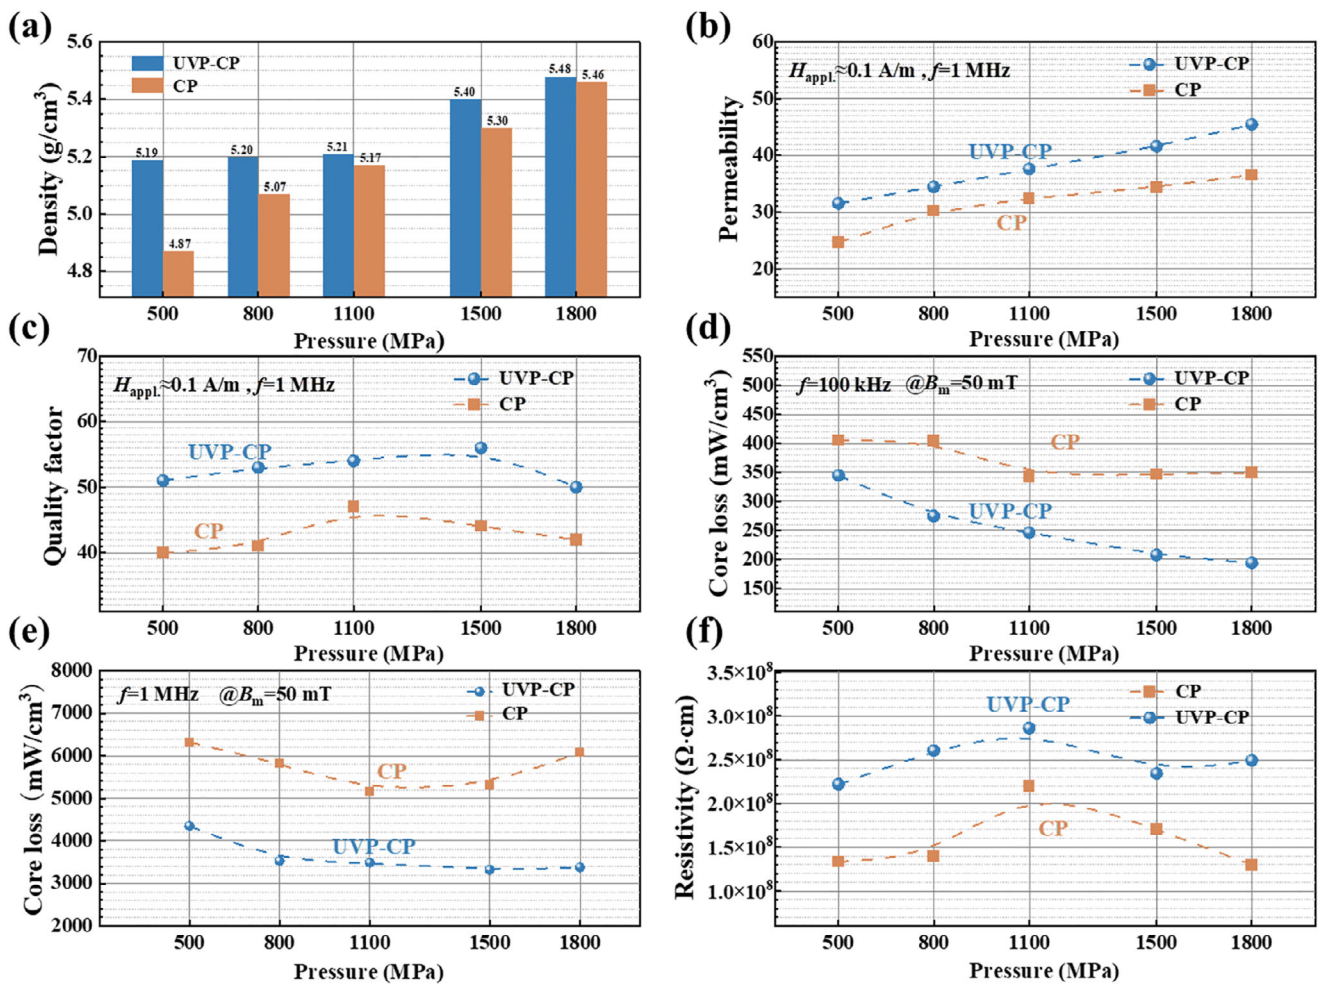 (a)
5.6
5.4
5.2
5.0
4.8
Density (g/cm³)
UVP-CP
CP
5.19
4.87
5.20
5.07
5.21
5.17
5.40
5.30
5.48
5.46
500 800 1100 1500 1800
Pressure (MPa)
(b)
60
50
40
30
20
Permeability
Hₐₚₚₗ.≈0.1 A/m , f=1 MHz
UVP-CP
CP
UVP-CP
CP
500 800 1100 1500 1800
Pressure (MPa)
(c)
70
60
50
40
Quality factor
Hₐₚₚₗ.≈0.1 A/m , f=1 MHz
UVP-CP
CP
UVP-CP
CP
500 800 1100 1500 1800
Pressure (MPa)
(d)
550
500
450
400
350
300
250
200
150
Core loss (mW/cm³)
f=100 kHz @Bₘ=50 mT
UVP-CP
CP
CP
UVP-CP
500 800 1100 1500 1800
Pressure (MPa)
(e)
8000
7000
6000
5000
4000
3000
2000
Core loss (mW/cm³)
f=1 MHz @Bₘ=50 mT
UVP-CP
CP
CP
UVP-CP
500 800 1100 1500 1800
Pressure (MPa)
(f)
3.5×10⁸
3.0×10⁸
2.5×10⁸
2.0×10⁸
1.5×10⁸
1.0×10⁸
Resistivity (Ω·cm)
CP
UVP-CP
UVP-CP
CP
500 800 1100 1500 1800
Pressure (MPa)